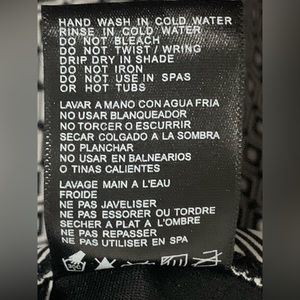 HAND WASH IN COLD WATER
RINSE IN COLD WATER
DO NOT BLEACH
DO NOT TWIST / WRING
DRIP DRY IN SHADE
DO NOT IRON
DO NOT USE IN SPAS
OR HOT TUBS
LAVAR A MANO CON AGUA FRIA
NO USAR BLANQUEADOR
NO TORCER O ESCURRIR
SECAR COLGADO A LA SOMBRA
NO PLANCHAR
NO USAR EN BALNEARIOS
O TINAS CALIENTES
LAVAGE MAIN A L'EAU
FROIDE
NE PAS JAVELISER
NE PAS ESSORER OU TORDRE
SECHER A PLAT A L'OMBRE
NE PAS REPASSER
NE PAS UTILISER EN SPA